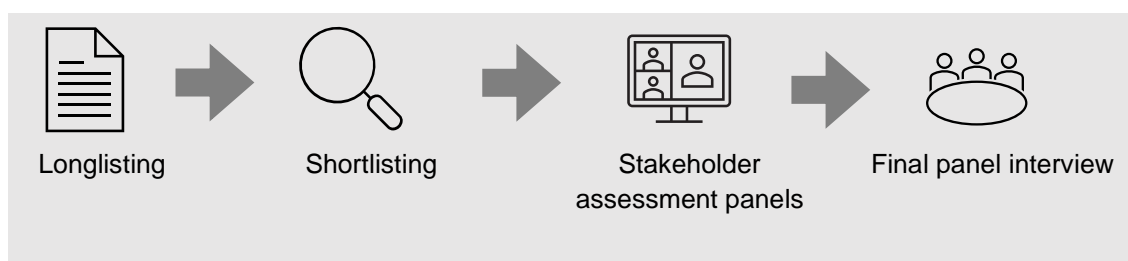 Longlisting
Shortlisting
Stakeholder
assessment panels
Final panel interview